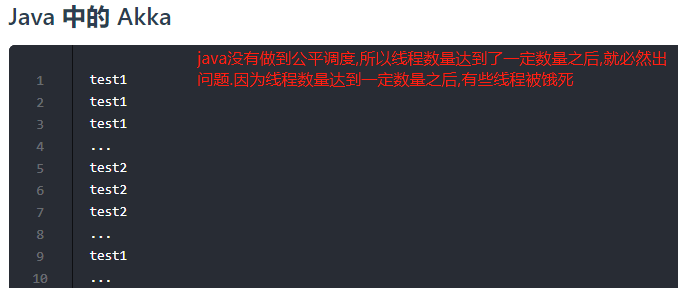 Java 中的 Akka
java没有做到公平调度,所以线程数量达到了一定数量之后,就必然出
问题.因为线程数量达到一定数量之后,有些线程被饿死
1 test1
2 test1
3 test1
4 ...
5 test2
6 test2
7 test2
8 ...
9 test1
10 ...